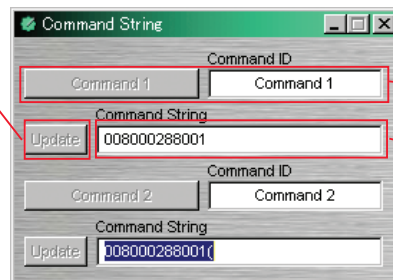 Command String
Command ID
Command 1 Command 1
Command String
Update 008000288001
Command ID
Command 2 Command 2
Command String
Update 008000288001(